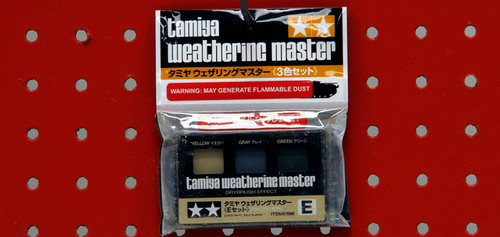 tamiya
weathering master
タミヤ ウェザリングマスター〈3色セット〉
WARNING: MAY GENERATE FLAMMABLE DUST
YELLOW イエロー GRAY グレイ GREEN グリーン
tamiya weathering master
DRYBRUSH EFFECT
タミヤ ウェザリングマスター
〈Eセット〉
E